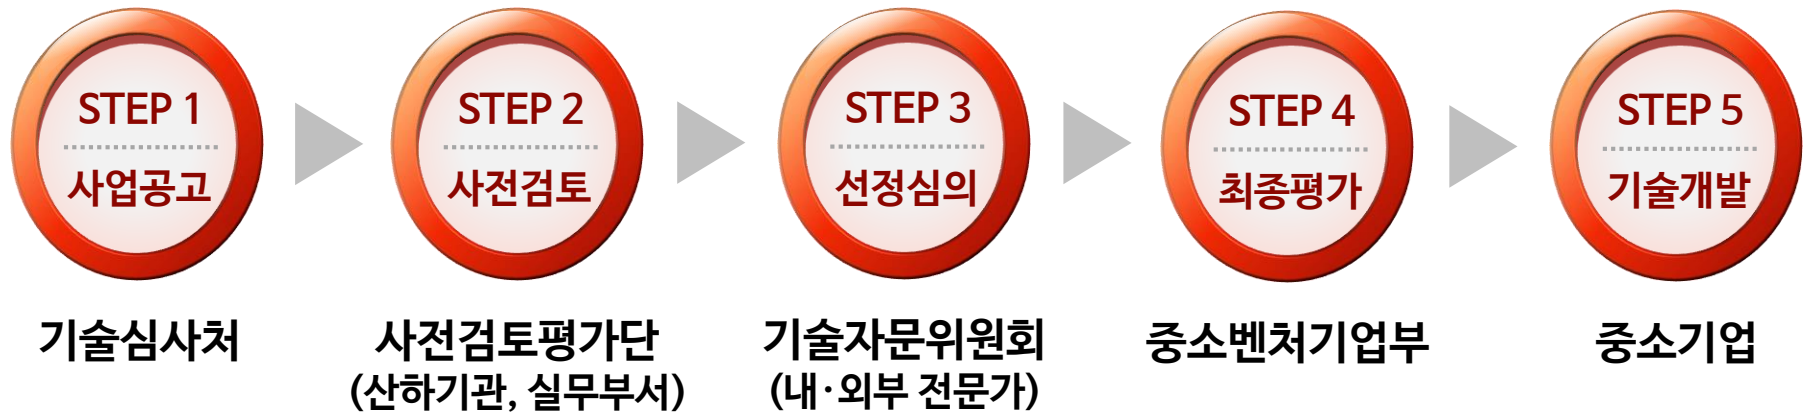 STEP 1
사업공고
기술심사처
STEP 2
사전검토
사전검토평가단
(산하기관, 실무부서)
STEP 3
선정심의
기술자문위원회
(내·외부 전문가)
STEP 4
최종평가
중소벤처기업부
STEP 5
기술개발
중소기업